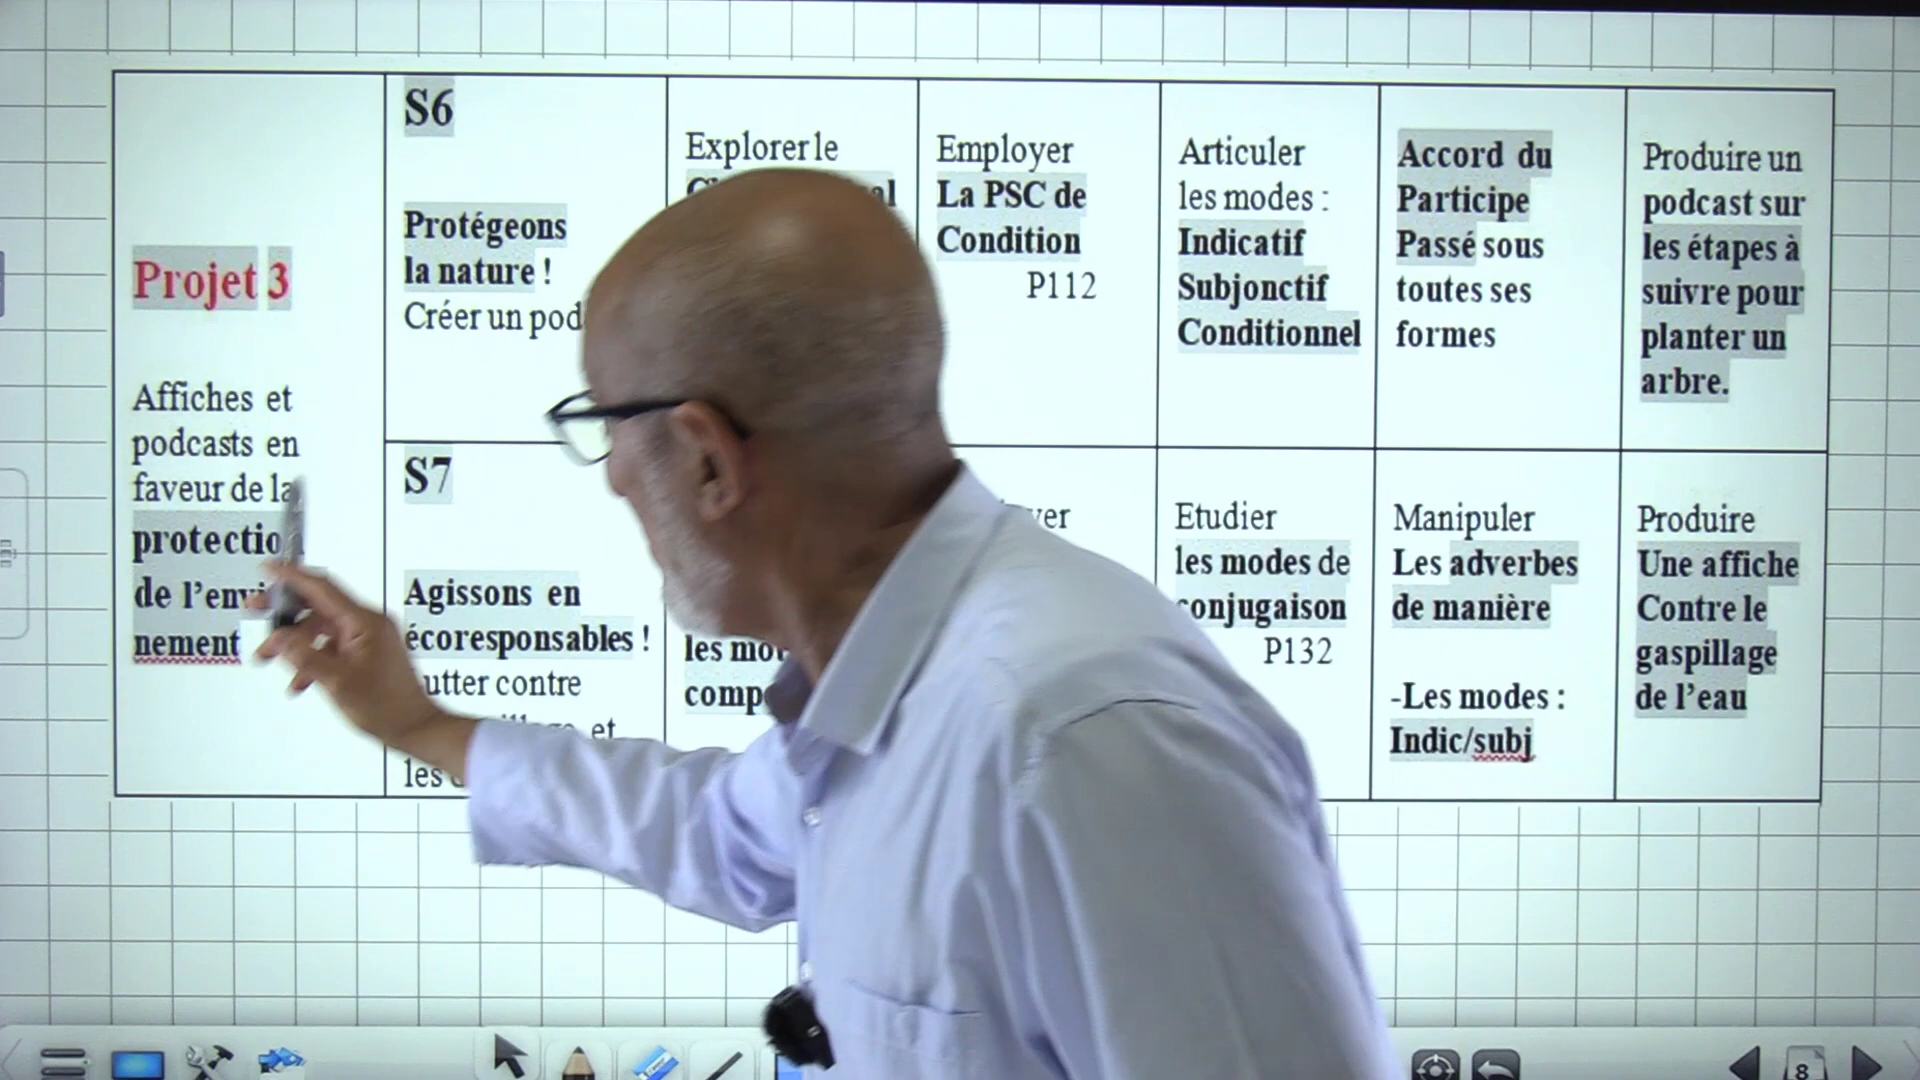 Projet 3
Affiches et
podcasts en
faveur de la
protection
de l'envi
nement
S6
Protégeons
la nature !
Créer un pod
Explorer le
Employer
La PSC de
Condition
P112
Articuler
les modes :
Indicatif
Subjonctif
Conditionnel
Accord du
Participe
Passé sous
toutes ses
formes
Produire un
podcast sur
les étapes à
suivre pour
planter un
arbre.
S7
Agissons en
écoresponsables !
utter contre
et
les
les mo
comp
Etudier
les modes de
conjugaison
P132
Manipuler
Les adverbes
de manière
-Les modes :
Indic/subj
Produire
Une affiche
Contre le
gaspillage
de l'eau
8